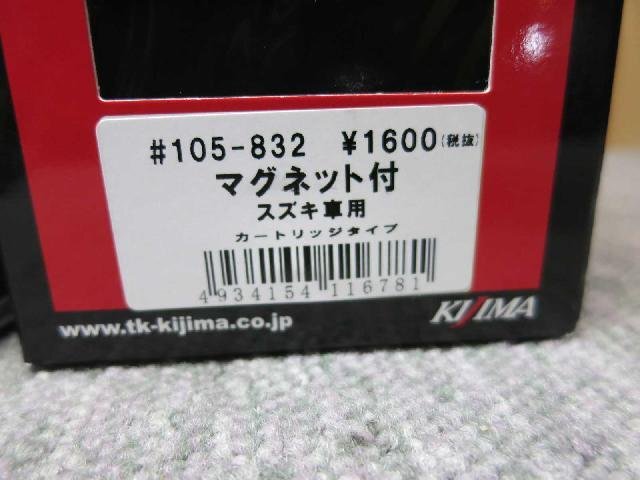 #105-832 ¥1600(税抜)
マグネット付
スズキ車用
カートリッジタイプ
4934154 116781
www.tk-kijima.co.jp
KIJIMA